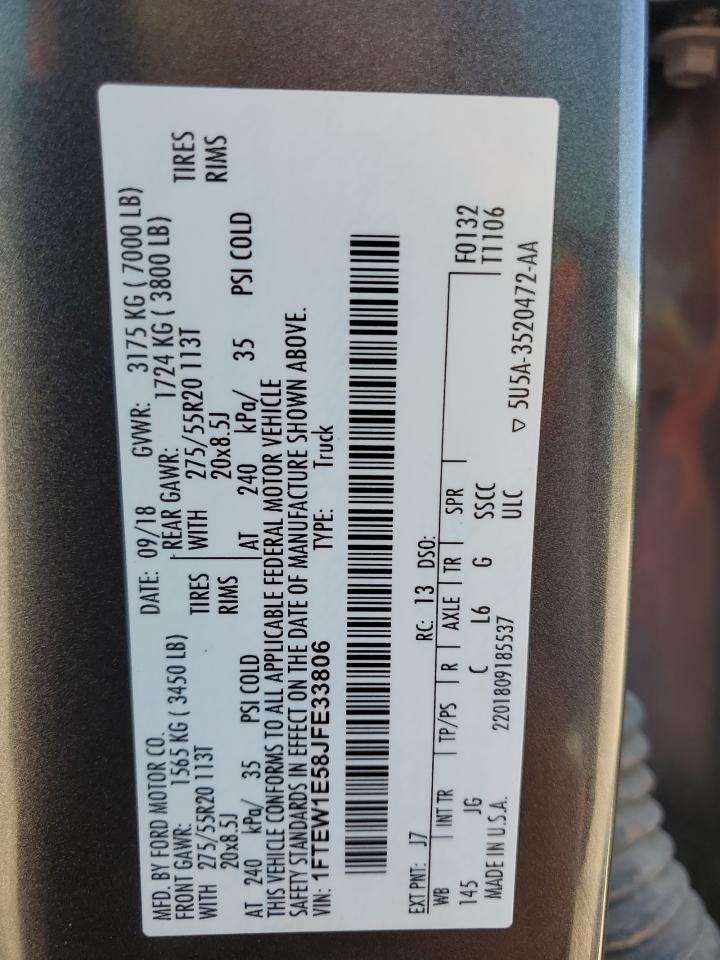 MFD. BY FORD MOTOR CO. DATE: 09/18 GVWR: 3175 KG ( 7000 LB)
FRONT GAWR: 1565 KG ( 3450 LB) REAR GAWR: 1724 KG ( 3800 LB)
WITH 275/55R20 113T TIRES WITH 275/55R20 113T TIRES
20x8.5J RIMS 20x8.5J RIMS
AT 240 kPa/ 35 PSI COLD AT 240 kPa/ 35 PSI COLD
THIS VEHICLE CONFORMS TO ALL APPLICABLE FEDERAL MOTOR VEHICLE
SAFETY STANDARDS IN EFFECT ON THE DATE OF MANUFACTURE SHOWN ABOVE.
VIN: 1FTEW1E58JFE33806 TYPE: Truck
EXT PNT: J7 RC: 13 DSO: F0132
WB INT TR TP/PS R AXLE TR SPR T1106
145 JG C L6 G SSCC
MADE IN U.S.A. 2201809185537 ULC ▽ 5U5A-3520472-AA